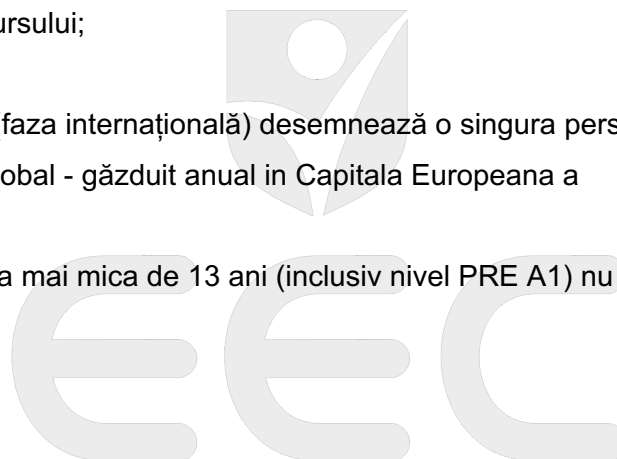 ursului;
(faza internațională) desemnează o singura pers
obal - găzduit anual in Capitala Europeana a
a mai mica de 13 ani (inclusiv nivel PRE A1) nu
EEC